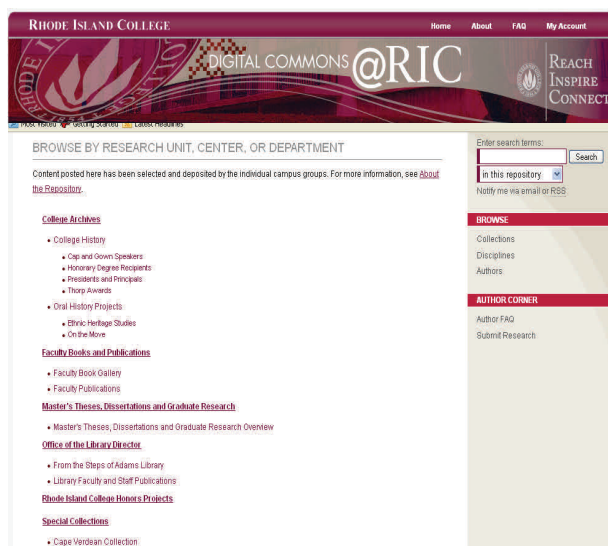 RHODE ISLAND COLLEGE
Home About FAQ My Account
DIGITAL COMMONS @RIC
REACH
INSPIRE
CONNECT
Most Visited Getting Started Latest Headlines
BROWSE BY RESEARCH UNIT, CENTER, OR DEPARTMENT
Content posted here has been selected and deposited by the individual campus groups. For more information, see About
the Repository.
College Archives
College History
Cap and Gown Speakers
Honorary Degree Recipients
Presidents and Principals
Thorp Awards
Oral History Projects
Ethnic Heritage Studies
On the Move
Faculty Books and Publications
Faculty Book Gallery
Faculty Publications
Master's Theses, Dissertations and Graduate Research
Master's Theses, Dissertations and Graduate Research Overview
Office of the Library Director
From the Steps of Adams Library
Library Faculty and Staff Publications
Rhode Island College Honors Projects
Special Collections
Cape Verdean Collection
Enter search terms:
Search
in this repository
Notify me via email or RSS
BROWSE
Collections
Disciplines
Authors
AUTHOR CORNER
Author FAQ
Submit Research